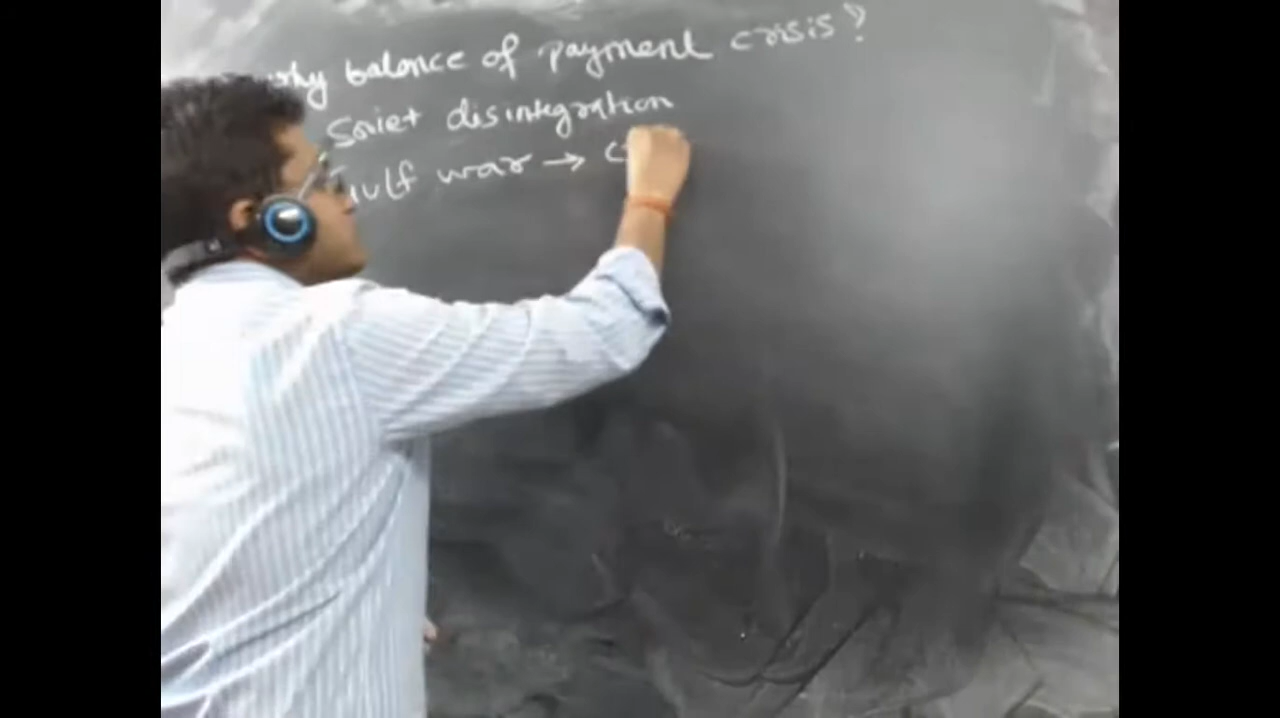 why balance of payment crisis?
Soviet disintegration
Gulf war →